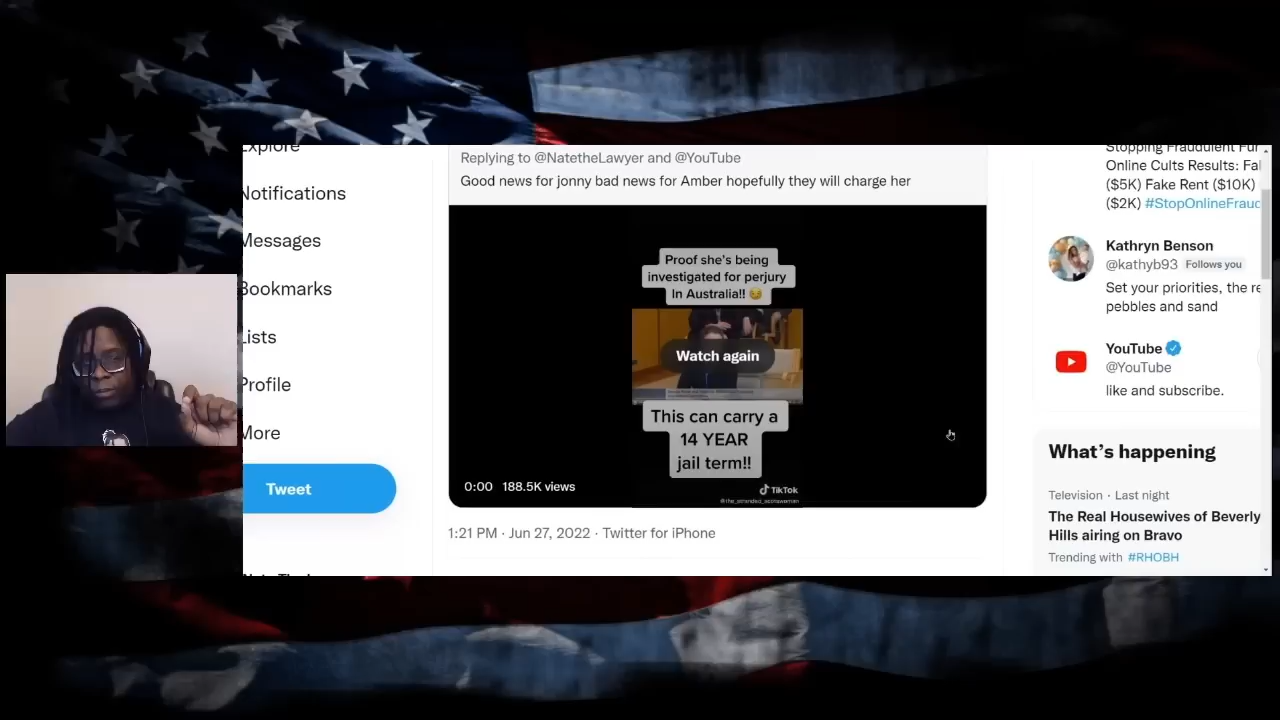 Explore
Notifications
Messages
Bookmarks
Lists
Profile
More
Tweet
Replying to @NatetheLawyer and @YouTube
Good news for jonny bad news for Amber hopefully they will charge her
Proof she's being
investigated for perjury
In Australia!!
Watch again
This can carry a
14 YEAR
jail term!!
TikTok
0:00 188.5K views
1:21 PM · Jun 27, 2022 · Twitter for iPhone
Stopping Fraudulent Fu
Online Cults Results: Fa
($5K) Fake Rent ($10K)
($2K) #StopOnlineFrau
Kathryn Benson
@kathyb93 Follows you
Set your priorities, the re
pebbles and sand
YouTube
@YouTube
like and subscribe.
What's happening
Television · Last night
The Real Housewives of Beverly
Hills airing on Bravo
Trending with #RHOBH